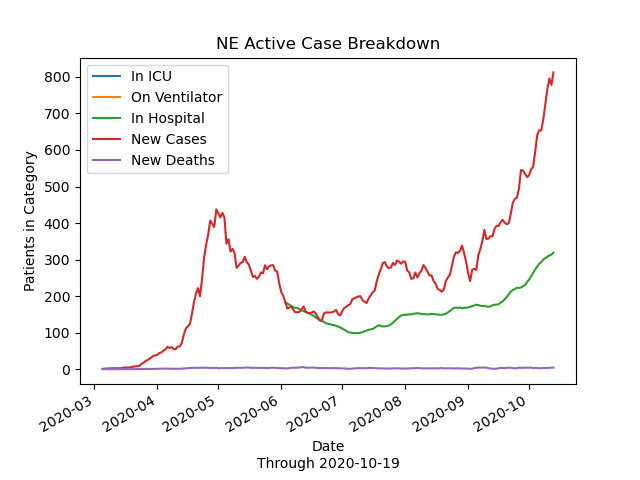 NE Active Case Breakdown
In ICU
On Ventilator
In Hospital
New Cases
New Deaths
Patients in Category
800
700
600
500
400
300
200
100
0
2020-03
2020-04
2020-05
2020-06
2020-07
2020-08
2020-09
2020-10
Date
Through 2020-10-19